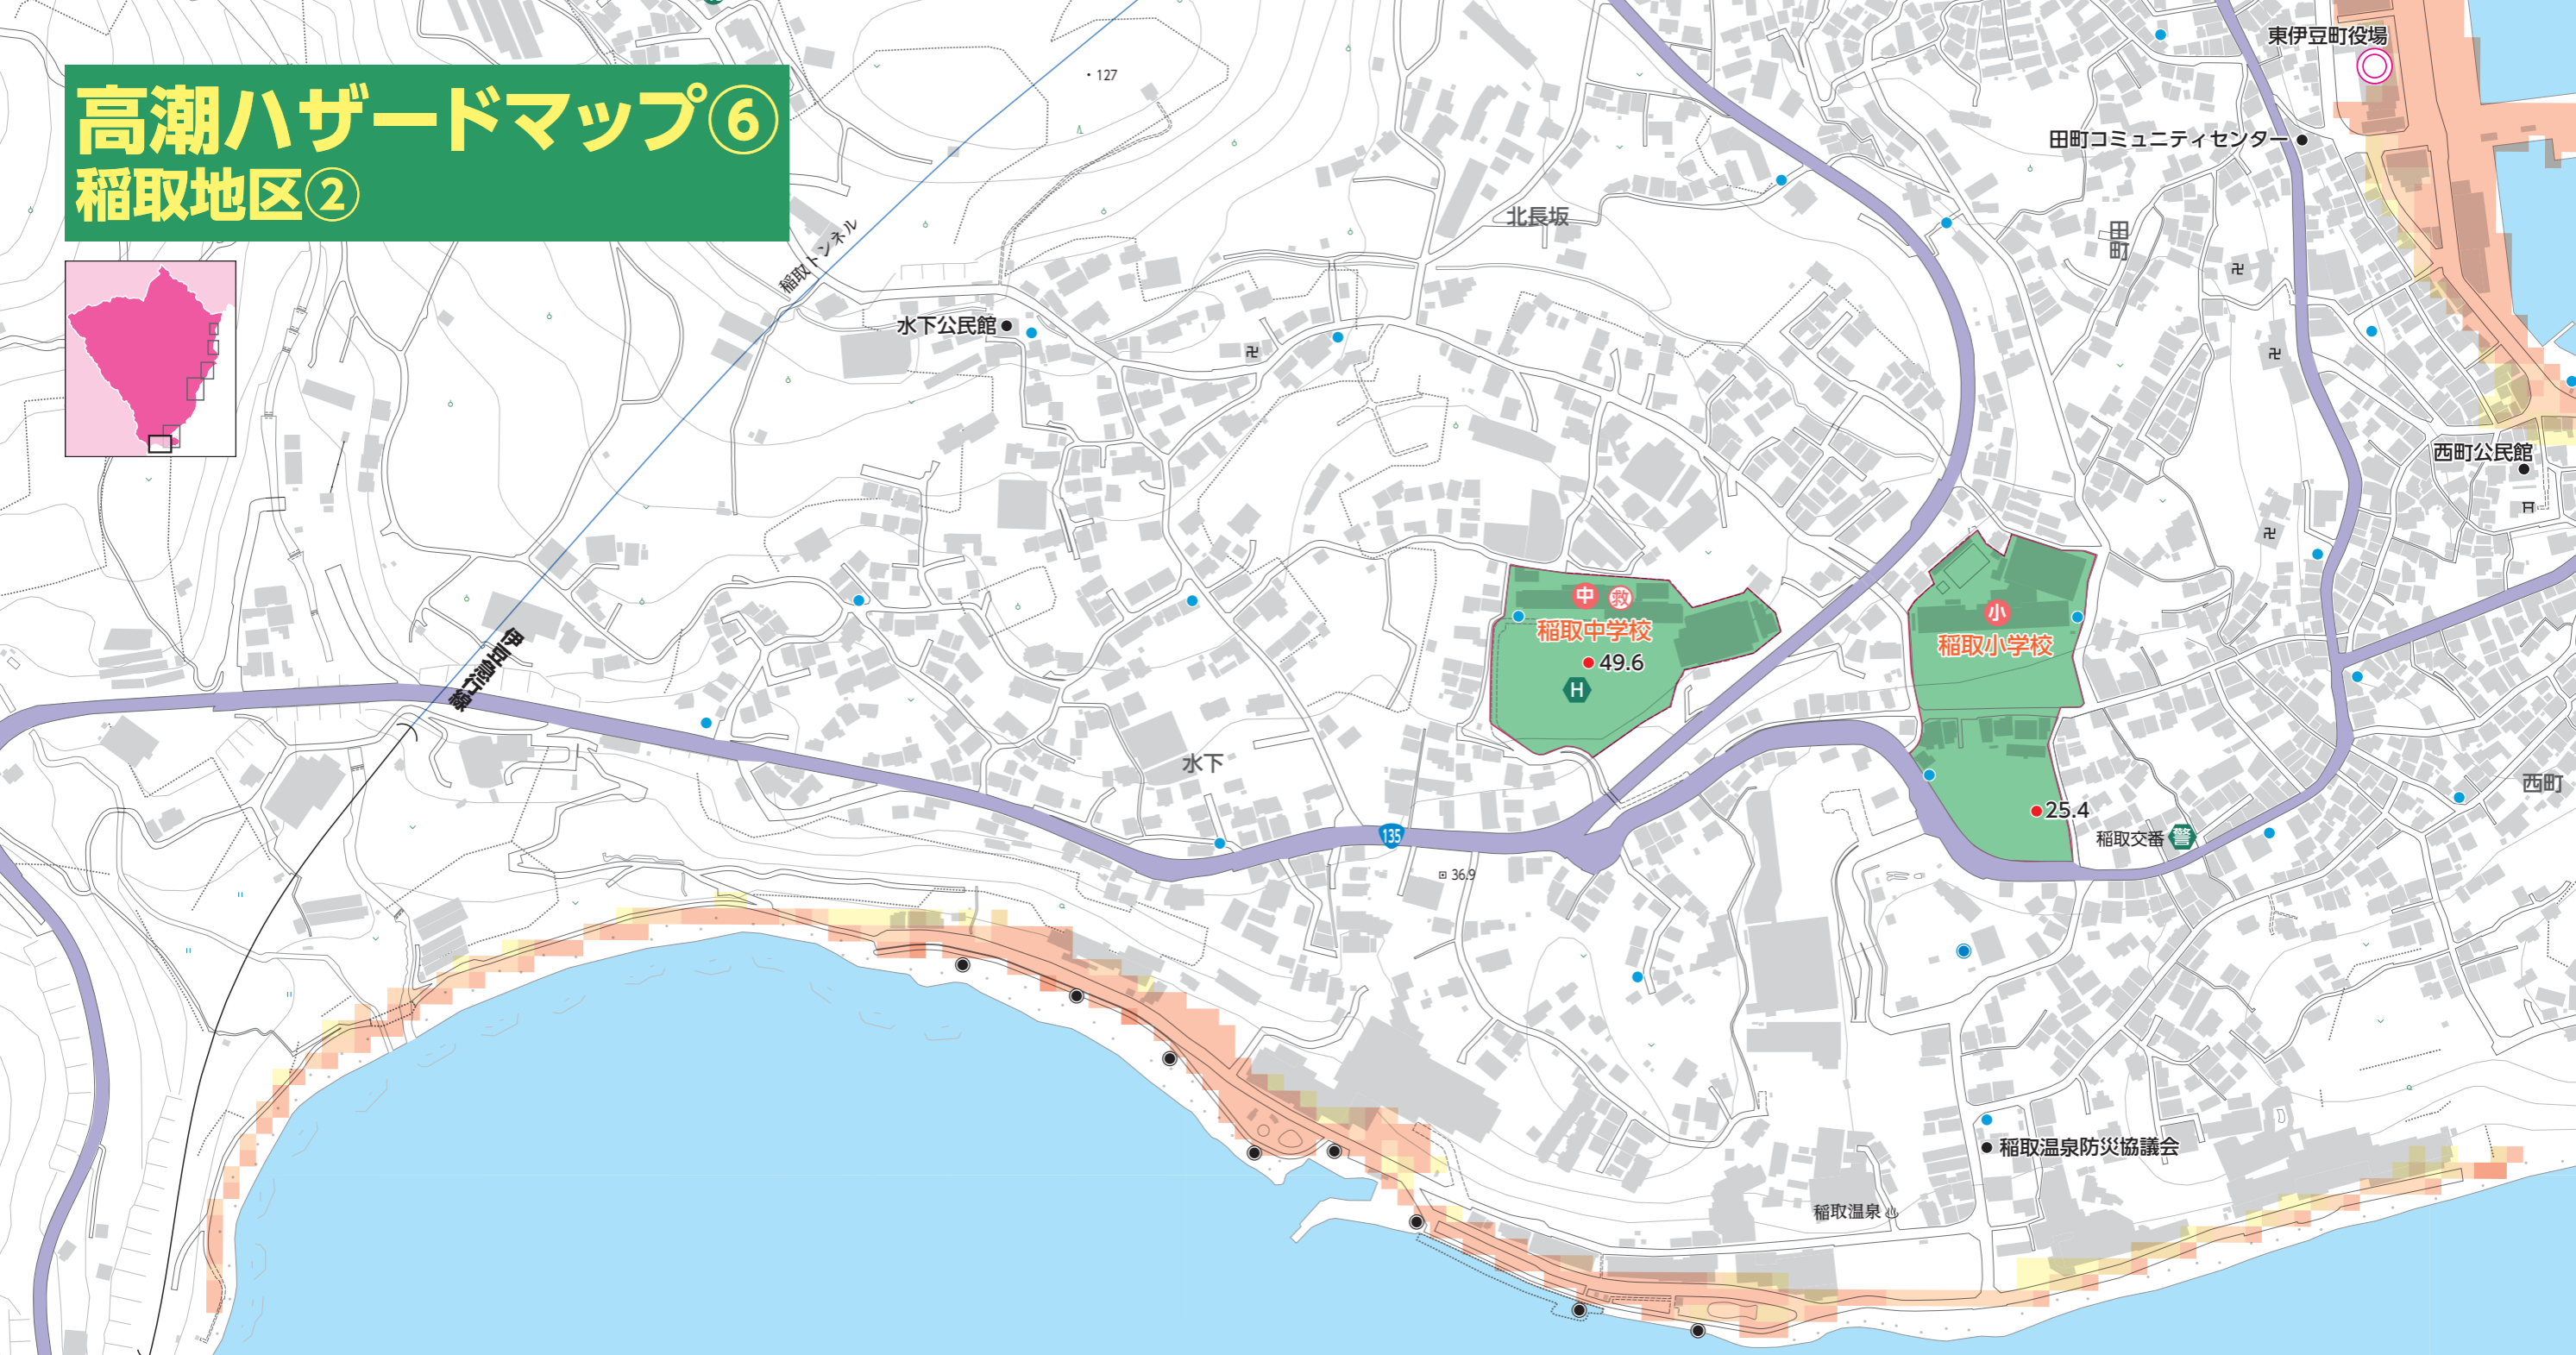 高潮ハザードマップ⑥
稲取地区②
127
東伊豆町役場
田町コミュニティセンター
北長坂
田町
稲取トンネル
水下公民館
西町公民館
中
救
稲取中学校
49.6
H
小
稲取小学校
25.4
伊豆急行線
水下
西町
135
稲取交番
警
36.9
稲取温泉防災協議会
稲取温泉